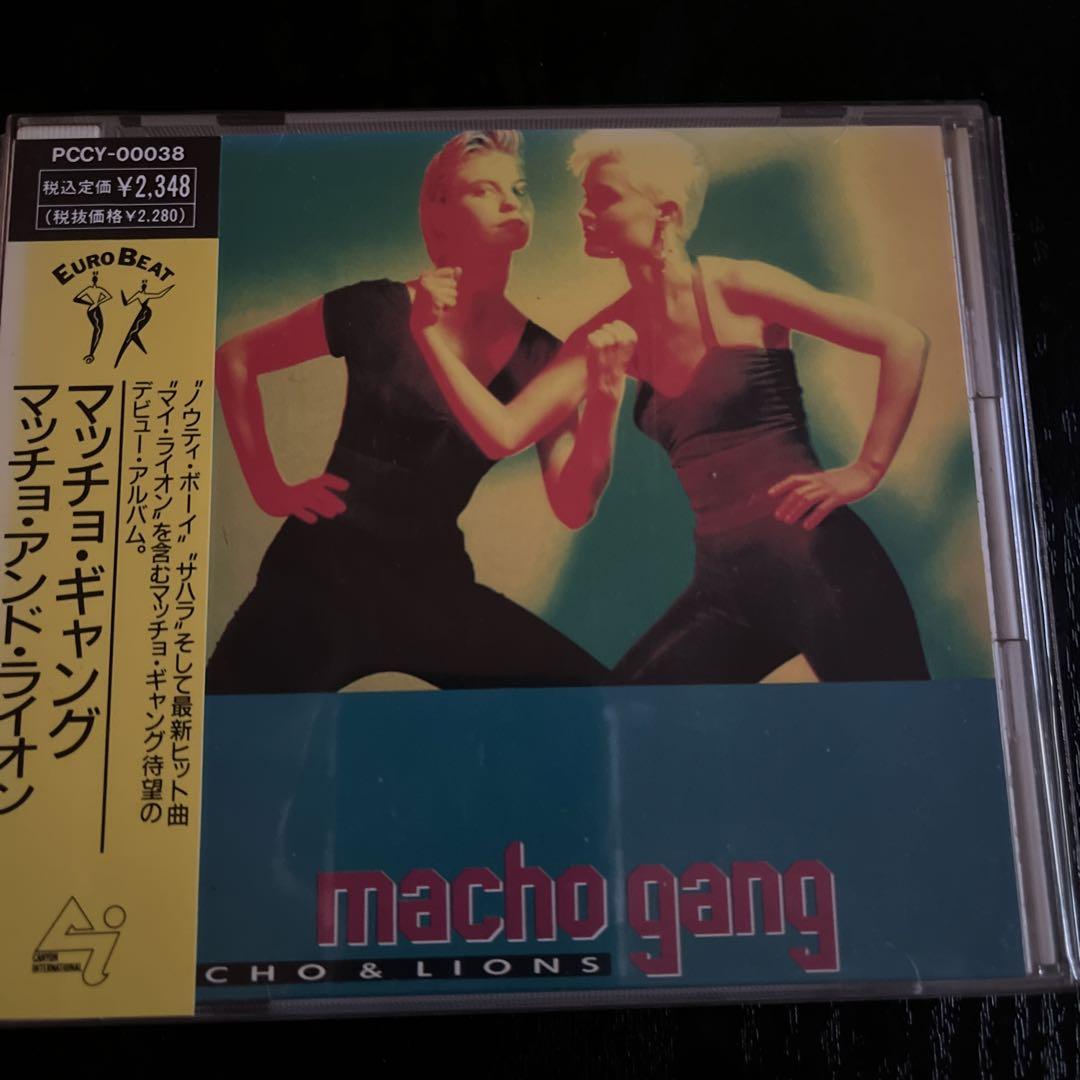 PCCY-00038
税込定価¥2,348
(税抜価格¥2.280)
EURO BEAT
"ノウティ・ボーイ" "サハラ"そして最新ヒット曲
"マイ・ライオン"を含むマッチョ・ギャング待望の
デビュー・アルバム。
マッチョ・ギャング
マッチョ・アンド・ライオン
CANYON
INTERNATIONAL
macho gang
CHO & LIONS